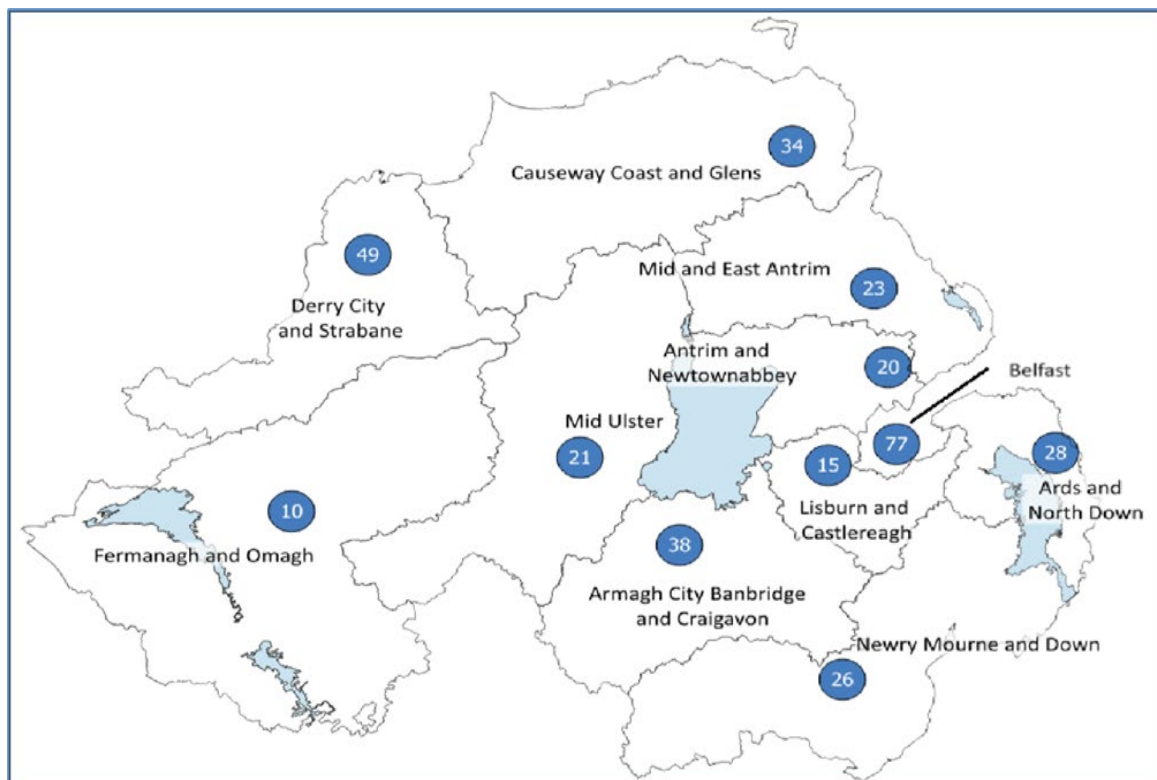 34
Causeway Coast and Glens
49
Derry City
and Strabane
Mid and East Antrim
23
Antrim and
Newtownabbey
20
Belfast
77
Mid Ulster
21
15
Lisburn and
Castlereagh
28
Ards and
North Down
10
Fermanagh and Omagh
38
Armagh City Banbridge
and Craigavon
Newry Mourne and Down
26